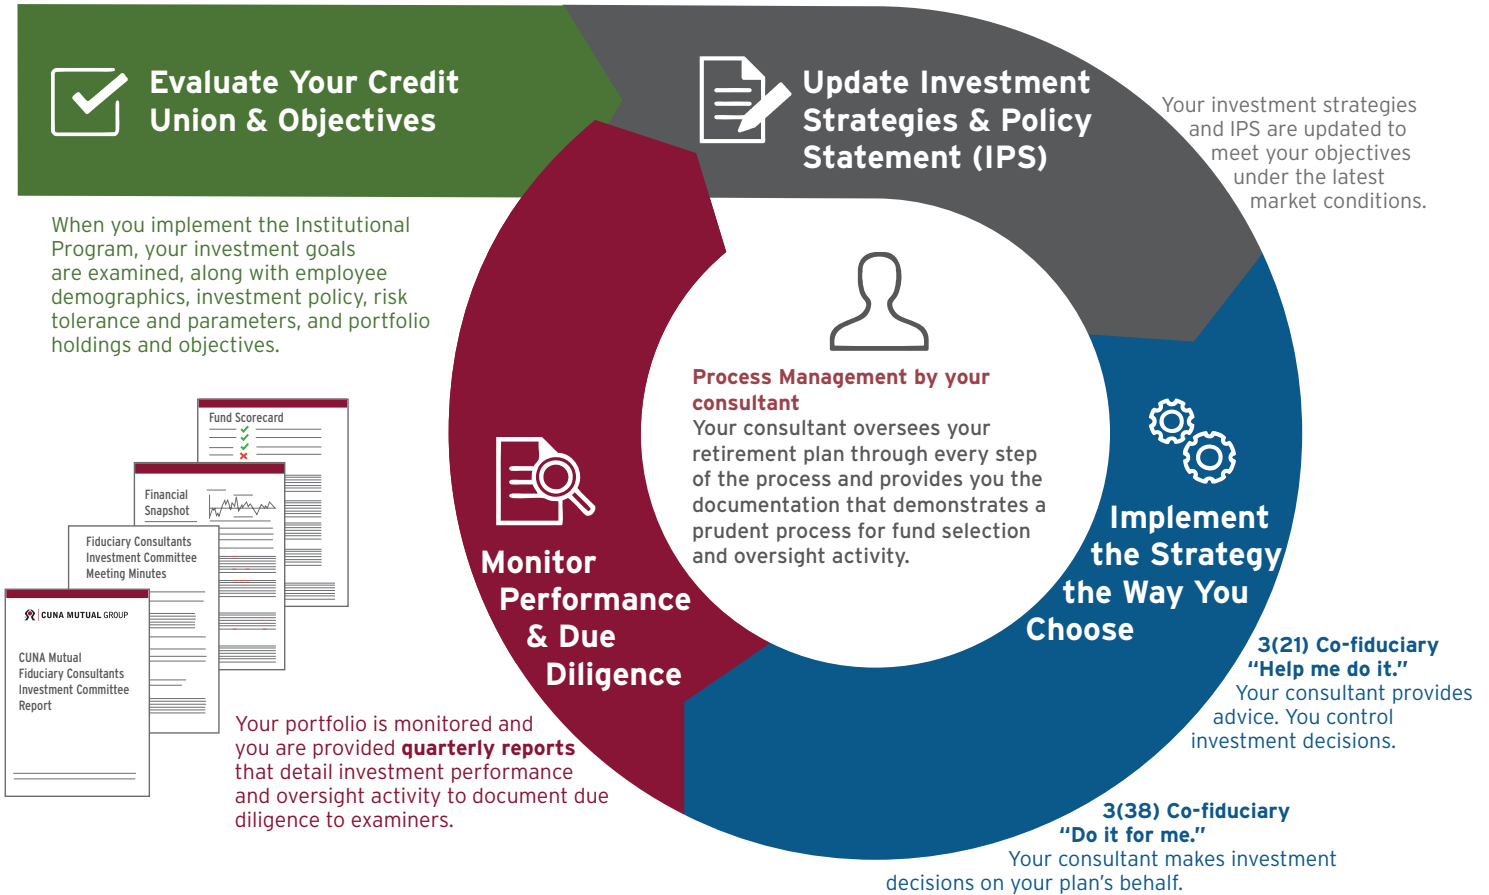 Evaluate Your Credit
Union & Objectives
Update Investment
Strategies & Policy
Statement (IPS)
Your investment strategies
and IPS are updated to
meet your objectives
under the latest
market conditions.
When you implement the Institutional
Program, your investment goals
are examined, along with employee
demographics, investment policy, risk
tolerance and parameters, and portfolio
holdings and objectives.
Process Management by your
consultant
Your consultant oversees your
retirement plan through every step
of the process and provides you the
documentation that demonstrates a
prudent process for fund selection
and oversight activity.
Implement
the Strategy
the Way You
Choose
3(21) Co-fiduciary
“Help me do it.”
Your consultant provides
advice. You control
investment decisions.
3(38) Co-fiduciary
“Do it for me.”
Your consultant makes investment
decisions on your plan’s behalf.
Monitor
Performance
& Due
Diligence
Your portfolio is monitored and
you are provided quarterly reports
that detail investment performance
and oversight activity to document due
diligence to examiners.
Fund Scorecard
Financial
Snapshot
Fiduciary Consultants
Investment Committee
Meeting Minutes
CUNA MUTUAL GROUP
CUNA Mutual
Fiduciary Consultants
Investment Committee
Report